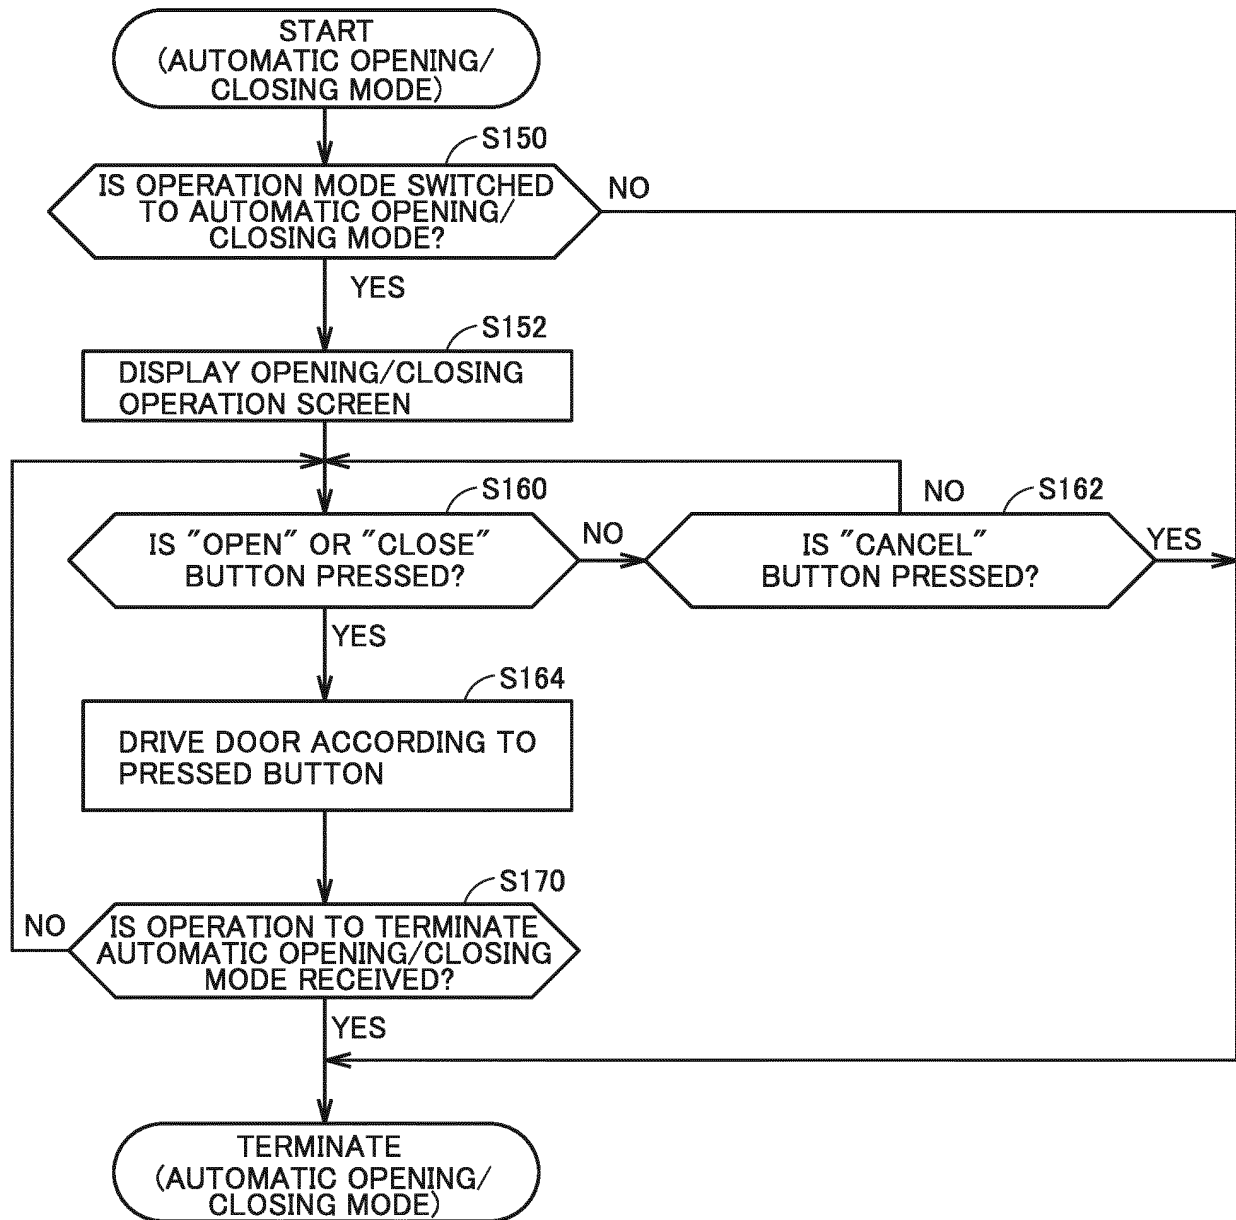 START
(AUTOMATIC OPENING/
CLOSING MODE)
S150
IS OPERATION MODE SWITCHED
TO AUTOMATIC OPENING/
CLOSING MODE?
NO
YES
S152
DISPLAY OPENING/CLOSING
OPERATION SCREEN
S160
IS "OPEN" OR "CLOSE"
BUTTON PRESSED?
NO
NO
S162
IS "CANCEL"
BUTTON PRESSED?
YES
YES
S164
DRIVE DOOR ACCORDING TO
PRESSED BUTTON
S170
NO
IS OPERATION TO TERMINATE
AUTOMATIC OPENING/CLOSING
MODE RECEIVED?
YES
TERMINATE
(AUTOMATIC OPENING/
CLOSING MODE)